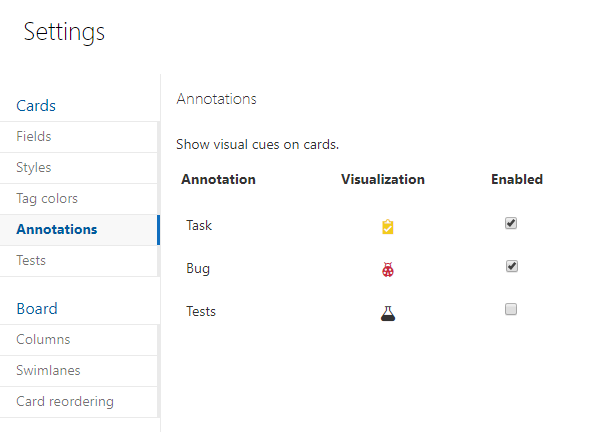 Settings
Cards
Fields
Styles
Tag colors
Annotations
Tests
Board
Columns
Swimlanes
Card reordering
Annotations
Show visual cues on cards.
Annotation Visualization Enabled
Task
Bug
Tests